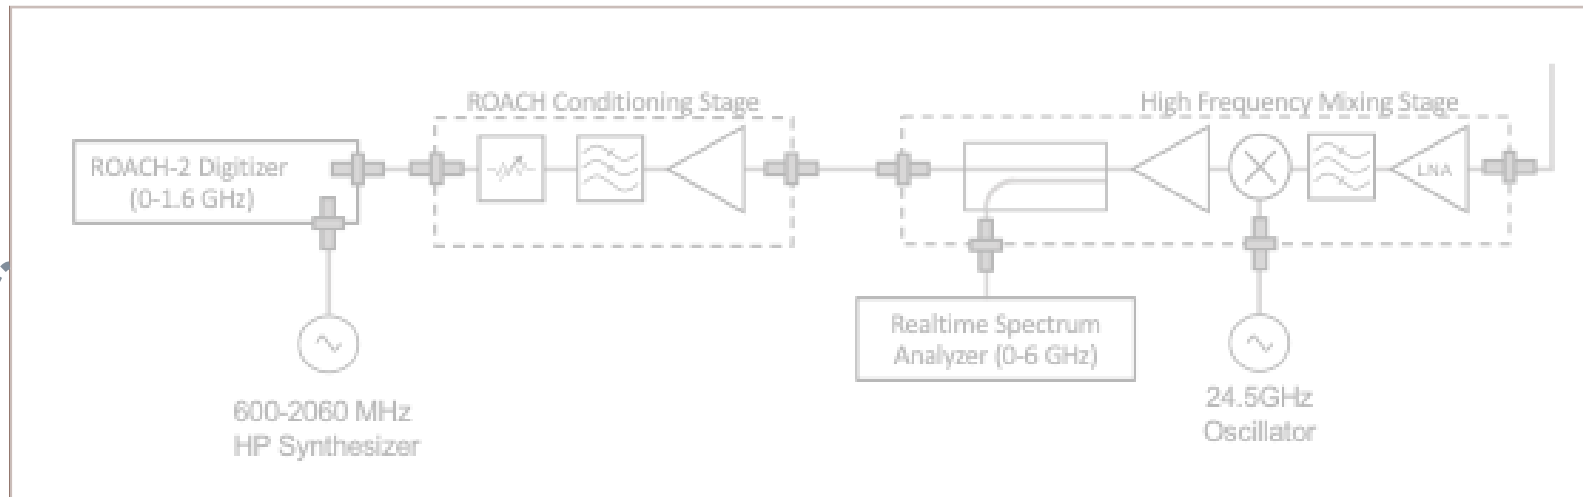 ROACH Conditioning Stage
High Frequency Mixing Stage
ROACH-2 Digitizer
(0-1.6 GHz)
LNA
Realtime Spectrum
Analyzer (0-6 GHz)
600-2060 MHz
HP Synthesizer
24.5GHz
Oscillator